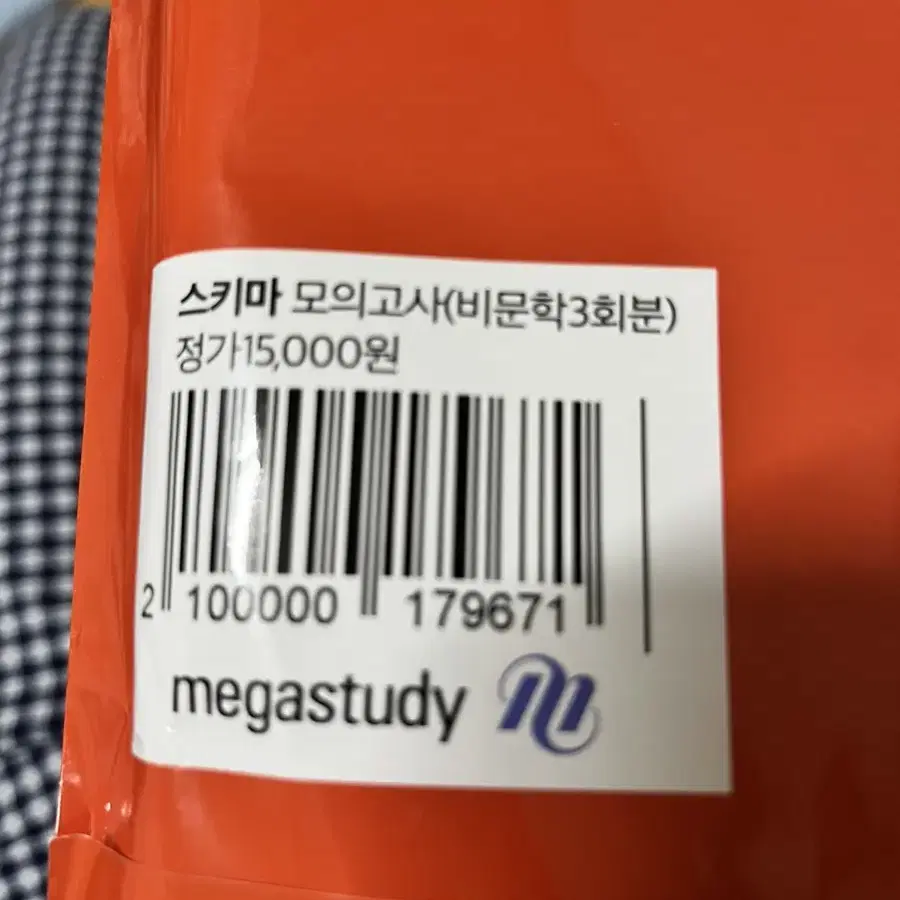 스키마 모의고사(비문학3회분)
정가15,000원
2 100000 179671
megastudy